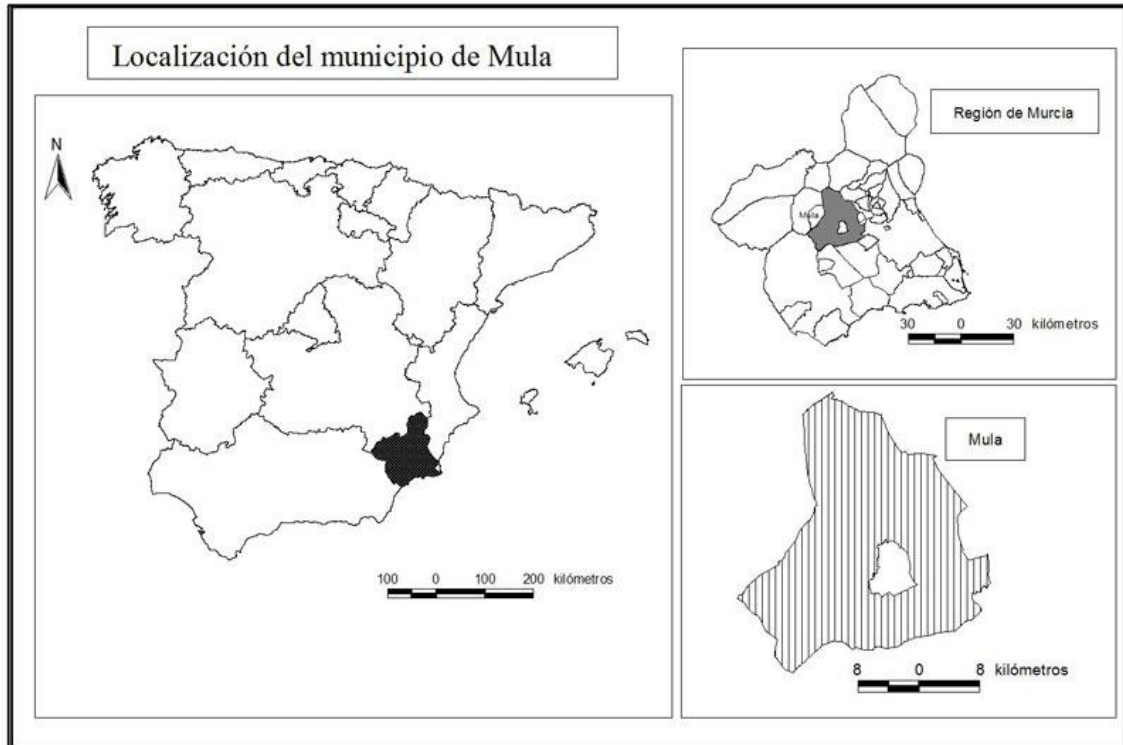 Localización del municipio de Mula
N
100 0 100 200 kilómetros
Región de Murcia
Mula
30 0 30 kilómetros
Mula
8 0 8 kilómetros